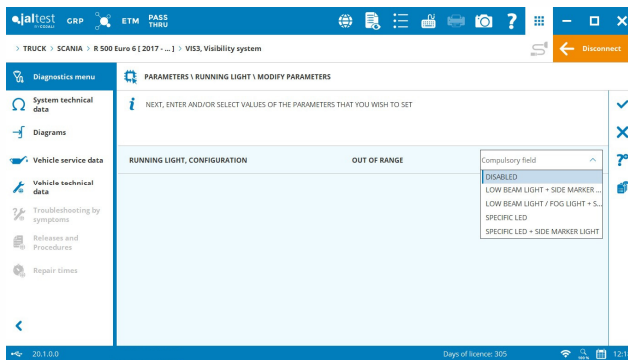 jaltest GRP ETM PASS THRU
BY COJALI
> TRUCK > SCANIA > R 500 Euro 6 [ 2017 - ... ] > VIS3, Visibility system
Disconnect
Diagnostics menu
PARAMETERS \ RUNNING LIGHT \ MODIFY PARAMETERS
System technical data
NEXT, ENTER AND/OR SELECT VALUES OF THE PARAMETERS THAT YOU WISH TO SET
Diagrams
Vehicle service data
RUNNING LIGHT, CONFIGURATION OUT OF RANGE Compulsory field
DISABLED
LOW BEAM LIGHT + SIDE MARKER ...
LOW BEAM LIGHT / FOG LIGHT + S...
SPECIFIC LED
SPECIFIC LED + SIDE MARKER LIGHT
Vehicle technical data
Troubleshooting by symptoms
Releases and Procedures
Repair times
20.1.0.0 Days of licence: 305 100 % 12:1